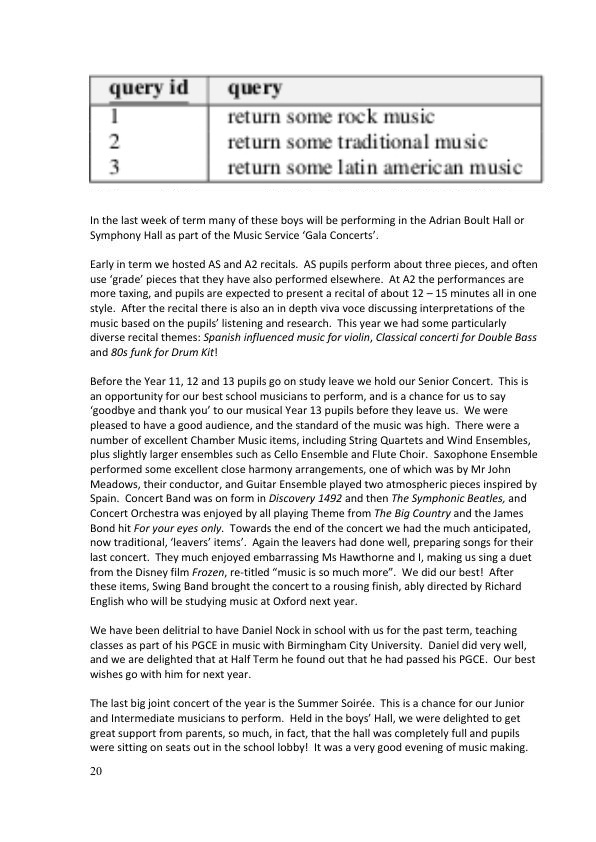 query id query
1 return some rock music
2 return some traditional music
3 return some latin american music
In the last week of term many of these boys will be performing in the Adrian Boult Hall or
Symphony Hall as part of the Music Service ‘Gala Concerts’.
Early in term we hosted AS and A2 recitals.  AS pupils perform about three pieces, and often
use ‘grade’ pieces that they have also performed elsewhere.  At A2 the performances are
more taxing, and pupils are expected to present a recital of about 12 – 15 minutes all in one
style.  After the recital there is also an in depth viva voce discussing interpretations of the
music based on the pupils’ listening and research.  This year we had some particularly
diverse recital themes: Spanish influenced music for violin, Classical concerti for Double Bass
and 80s funk for Drum Kit!
Before the Year 11, 12 and 13 pupils go on study leave we hold our Senior Concert.  This is
an opportunity for our best school musicians to perform, and is a chance for us to say
‘goodbye and thank you’ to our musical Year 13 pupils before they leave us.  We were
pleased to have a good audience, and the standard of the music was high.  There were a
number of excellent Chamber Music items, including String Quartets and Wind Ensembles,
plus slightly larger ensembles such as Cello Ensemble and Flute Choir.  Saxophone Ensemble
performed some excellent close harmony arrangements, one of which was by Mr John
Meadows, their conductor, and Guitar Ensemble played two atmospheric pieces inspired by
Spain.  Concert Band was on form in Discovery 1492 and then The Symphonic Beatles, and
Concert Orchestra was enjoyed by all playing Theme from The Big Country and the James
Bond hit For your eyes only.  Towards the end of the concert we had the much anticipated,
now traditional, ‘leavers’ items’.  Again the leavers had done well, preparing songs for their
last concert.  They much enjoyed embarrassing Ms Hawthorne and I, making us sing a duet
from the Disney film Frozen, re-titled “music is so much more”.  We did our best!  After
these items, Swing Band brought the concert to a rousing finish, ably directed by Richard
English who will be studying music at Oxford next year.
We have been delitrial to have Daniel Nock in school with us for the past term, teaching
classes as part of his PGCE in music with Birmingham City University.  Daniel did very well,
and we are delighted that at Half Term he found out that he had passed his PGCE.  Our best
wishes go with him for next year.
The last big joint concert of the year is the Summer Soirée.  This is a chance for our Junior
and Intermediate musicians to perform.  Held in the boys’ Hall, we were delighted to get
great support from parents, so much, in fact, that the hall was completely full and pupils
were sitting on seats out in the school lobby!  It was a very good evening of music making.
20